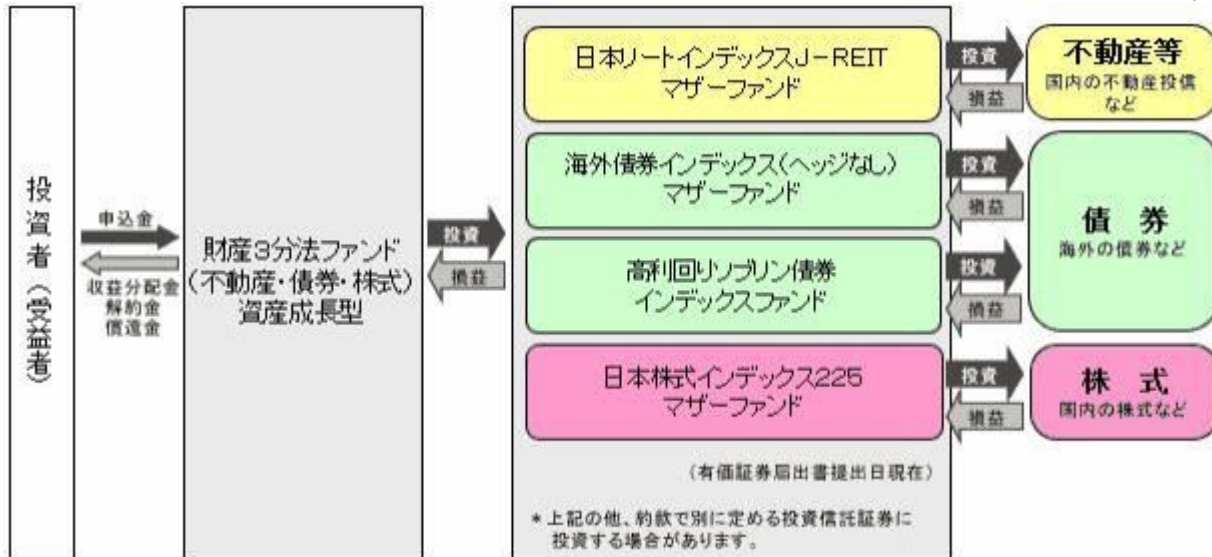 投資者（受益者）
申込金
収益分配金
解約金
償還金
財産3分法ファンド
（不動産・債券・株式）
資産成長型
投資
損益
日本リートインデックスJ－REIT
マザーファンド
投資
損益
不動産等
国内の不動産投信
など
海外債券インデックス（ヘッジなし）
マザーファンド
投資
損益
高利回りソブリン債券
インデックスファンド
投資
損益
債　券
海外の債券など
日本株式インデックス225
マザーファンド
投資
損益
株　式
国内の株式など
（有価証券届出書提出日現在）
＊上記の他、約款で別に定める投資信託証券に
投資する場合があります。